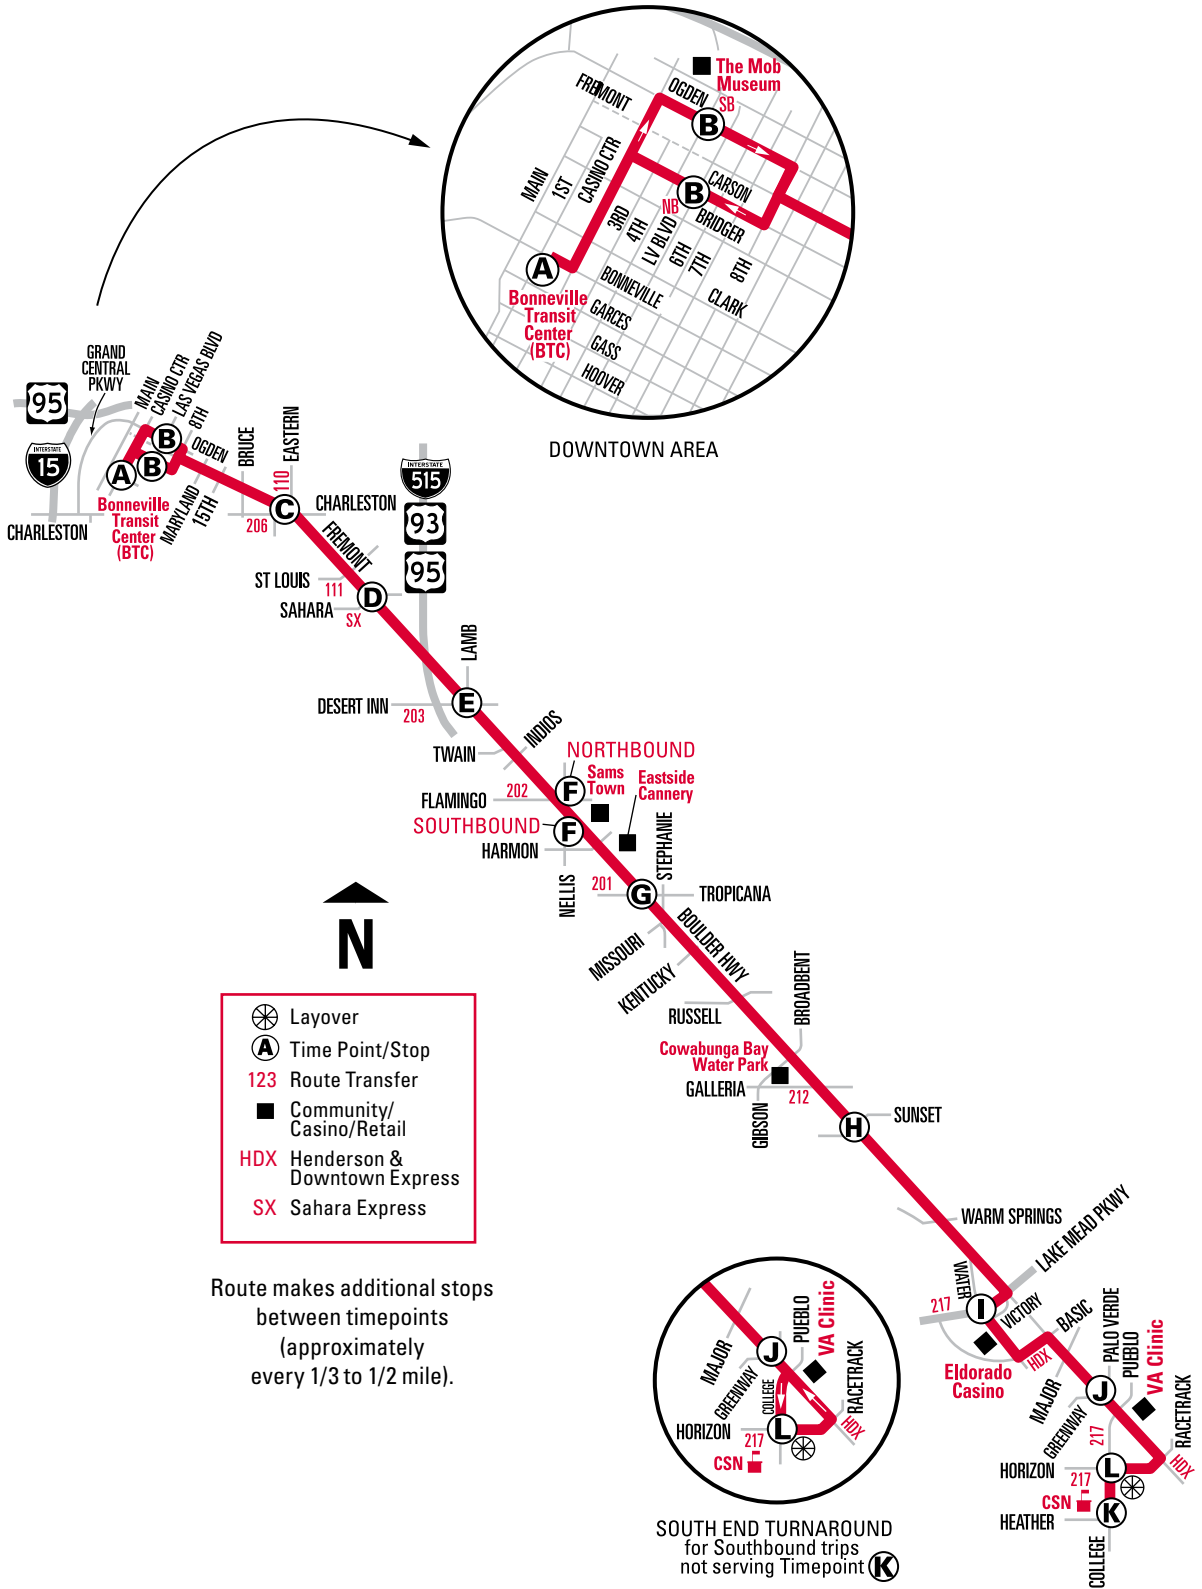 The Mob
Museum
FREMONT
OGDEN
SB
B
CASINO CTR
1ST
MAIN
CARSON
B
NB
BRIDGER
3RD
4TH
LV BLVD
6TH
7TH
8TH
A
BONNEVILLE
CLARK
Bonneville
Transit
Center
(BTC)
GARCES
GASS
HOOVER
DOWNTOWN AREA
GRAND
CENTRAL
PKWY
MAIN
CASINO CTR
LAS VEGAS BLVD
8TH
95
INTERSTATE
15
B
B
A
OGDEN
BRUCE
EASTERN
110
Bonneville
Transit
Center
(BTC)
CHARLESTON
MARYLAND
15TH
206
C
CHARLESTON
INTERSTATE
515
93
95
FREMONT
ST LOUIS
111
D
SAHARA
SX
LAMB
DESERT INN
203
E
TWAIN
INDIOS
NORTHBOUND
Sams
Town
Eastside
Cannery
202
F
FLAMINGO
SOUTHBOUND
F
HARMON
STEPHANIE
NELLIS
201
G
TROPICANA
N
MISSOURI
BOULDER HWY
KENTUCKY
RUSSELL
BROADBENT
Cowabunga Bay
Water Park
GALLERIA
212
GIBSON
H
SUNSET
Layover
A Time Point/Stop
123 Route Transfer
Community/
Casino/Retail
HDX Henderson &
Downtown Express
SX Sahara Express
Route makes additional stops
between timepoints
(approximately
every 1/3 to 1/2 mile).
WARM SPRINGS
LAKE MEAD PKWY
WATER
217
I
VICTORY
BASIC
HDX
Eldorado
Casino
PALO VERDE
PUEBLO
VA Clinic
MAJOR
J
GREENWAY
217
RACETRACK
HDX
HORIZON
L
217
CSN
K
HEATHER
COLLEGE
MAJOR
J
PUEBLO
VA Clinic
GREENWAY
COLLEGE
RACETRACK
HDX
HORIZON
L
217
CSN
SOUTH END TURNAROUND
for Southbound trips
not serving Timepoint K